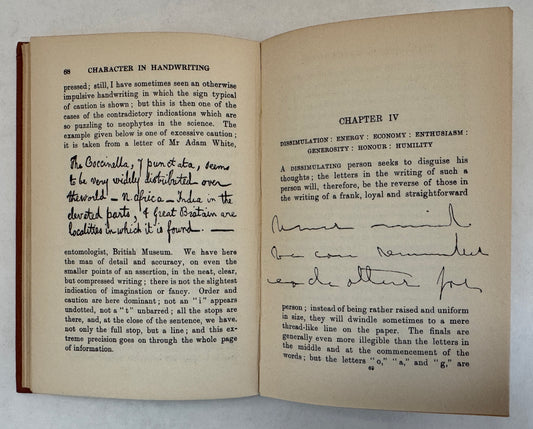 68 CHARACTER IN HANDWRITING
pressed; still, I have sometimes seen an otherwise
impulsive handwriting in which the sign typical
of caution is shown; but this is then one of
the cases of the contradictory indications which
are so puzzling to neophytes in the science. The
example given below is one of excessive caution;
it is taken from a letter of Mr Adam White,
The Coccinella, 7 punctata, seems
to be very widely distributed over
the world — N africa — India in the
devoted parts, & Great Britain are
localities in which it is found. —
entomologist, British Museum. We have here
the man of detail and accuracy, on even the
smaller points of an assertion, in the neat, clear,
but compressed writing; there is not the slightest
indication of imagination or fancy. Order and
caution are here dominant; not an "i" appears
undotted, not a "t" unbarred; all the stops are
there, and, at the close of the sentence, we have,
not only the full stop, but a line; and this ex-
treme precision goes on through the whole page
of information.
CHAPTER IV
DISSIMULATION: ENERGY: ECONOMY: ENTHUSIASM:
GENEROSITY: HONOUR: HUMILITY
A DISSIMULATING person seeks to disguise his
thoughts; the letters in the writing of such a
person will, therefore, be the reverse of those in
the writing of a frank, loyal and straightforward
mind
we can
each other for
person; instead of being rather raised and uniform
in size, they will dwindle sometimes to a mere
thread-like line on the paper. The finals are
generally even more illegible than the letters in
the middle and at the commencement of the
words; but the letters "o," "a," and "g," are
69